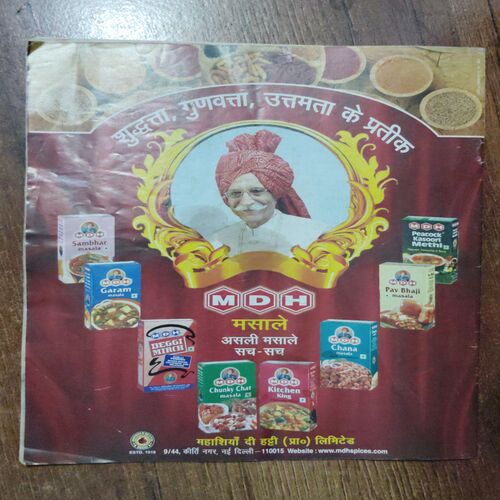 शुद्धता, गुणवत्ता, उत्तमता के प्रतीक
MDH
Sambhar
masala
MDH
Garam
masala
MDH
DEGGI
MIRCH
MDH
Chunky Chat
masala
MDH
Kitchen
King
MDH
Chana
masala
MDH
Pav Bhaji
masala
MDH
Peacock
Kasoori
Methi
MDH
मसाले
असली मसाले
सच-सच
महाशियाँ दी हट्टी (प्रा०) लिमिटेड
ESTD. 1919
9/44, कीर्ति नगर, नई दिल्ली-110015 Website : www.mdhspices.com